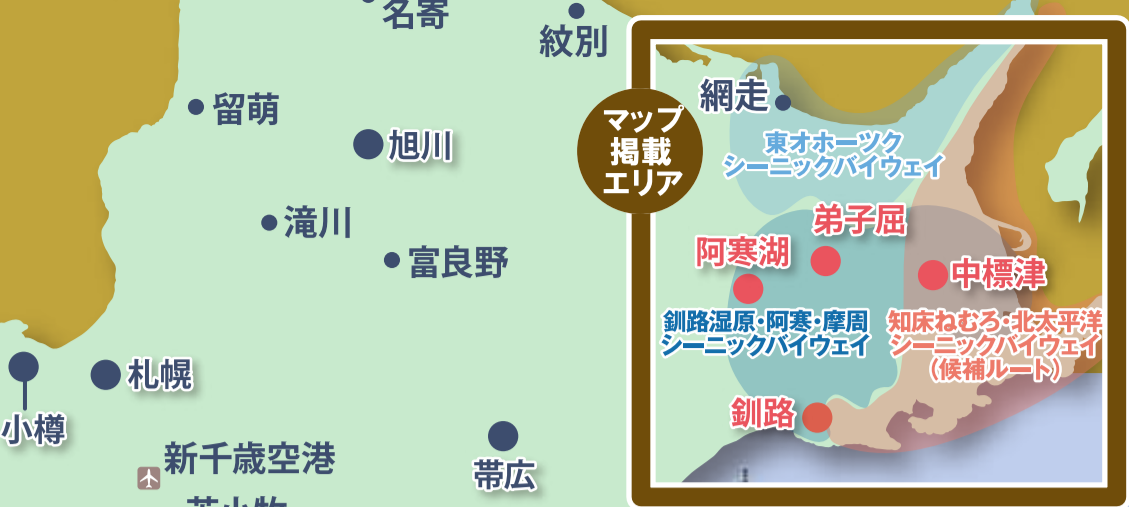 名寄
紋別
留萌
旭川
滝川
富良野
札幌
小樽
新千歳空港
苫小牧
帯広
マップ
掲載
エリア
網走
東オホーツク
シーニックバイウェイ
弟子屈
阿寒湖
中標津
釧路湿原・阿寒・摩周
シーニックバイウェイ
知床ねむろ・北太平洋
シーニックバイウェイ
（候補ルート）
釧路